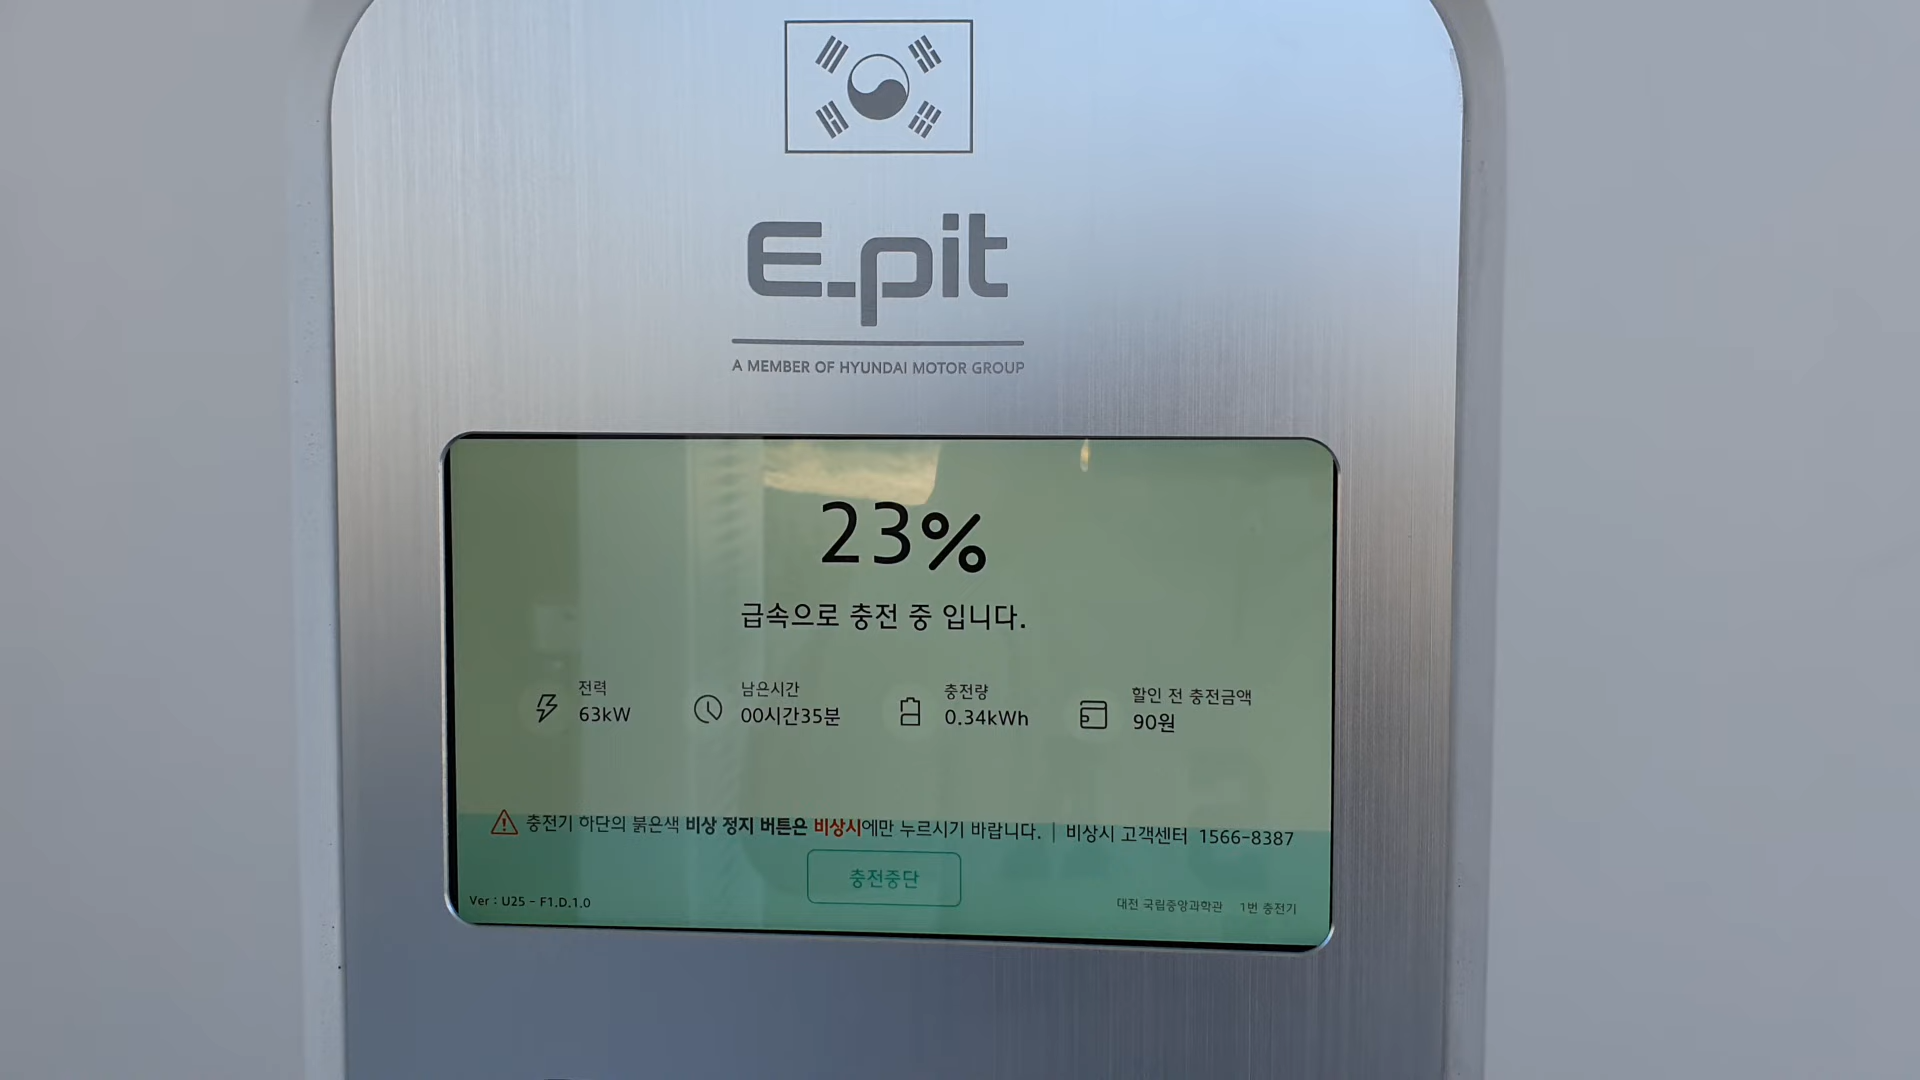 E-pit
A MEMBER OF HYUNDAI MOTOR GROUP
23%
급속으로 충전 중 입니다.
전력
63kW
남은시간
00시간35분
충전량
0.34kWh
할인 전 충전금액
90원
충전기 하단의 붉은색 비상 정지 버튼은 비상시에만 누르시기 바랍니다. | 비상시 고객센터 1566-8387
충전중단
Ver : U25 - F1.D.1.0
대전 국립중앙과학관 1번 충전기